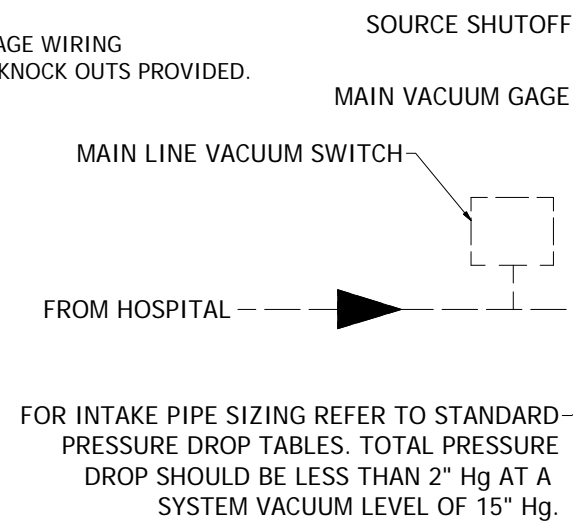 SOURCE SHUTOFF
AGE WIRING
KNOCK OUTS PROVIDED.
MAIN VACUUM GAGE
MAIN LINE VACUUM SWITCH
FROM HOSPITAL
FOR INTAKE PIPE SIZING REFER TO STANDARD
PRESSURE DROP TABLES. TOTAL PRESSURE
DROP SHOULD BE LESS THAN 2" Hg AT A
SYSTEM VACUUM LEVEL OF 15" Hg.